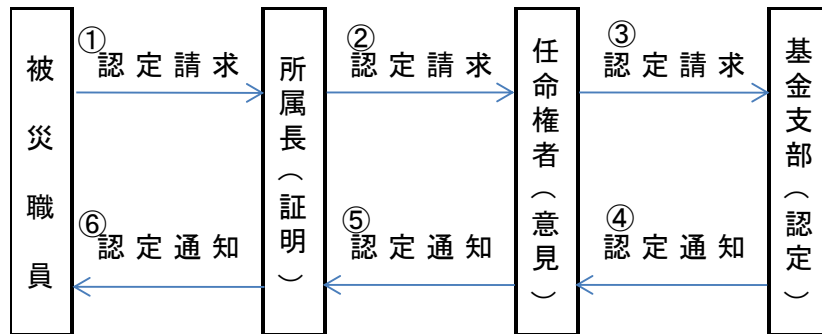 被災職員
① 認定請求
所属長（証明）
② 認定請求
任命権者（意見）
③ 認定請求
基金支部（認定）
④ 認定通知
⑤ 認定通知
⑥ 認定通知